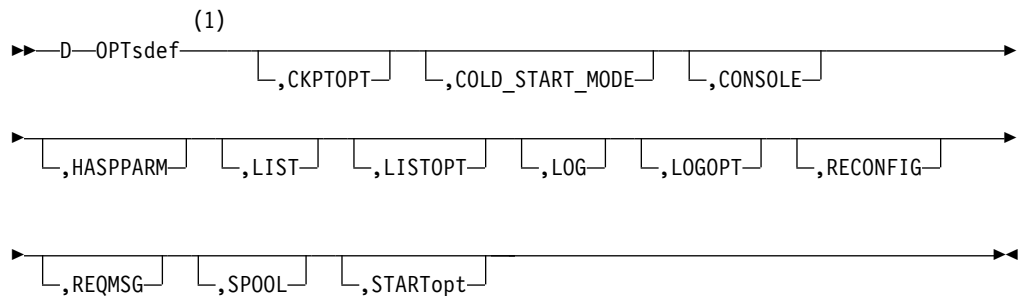 (1)
D OPTsdef
,CKPTOPT ,COLD_START_MODE ,CONSOLE
,HASPPARM ,LIST ,LISTOPT ,LOG ,LOGOPT ,RECONFIG
,REQMSG ,SPOOL ,STARTopt